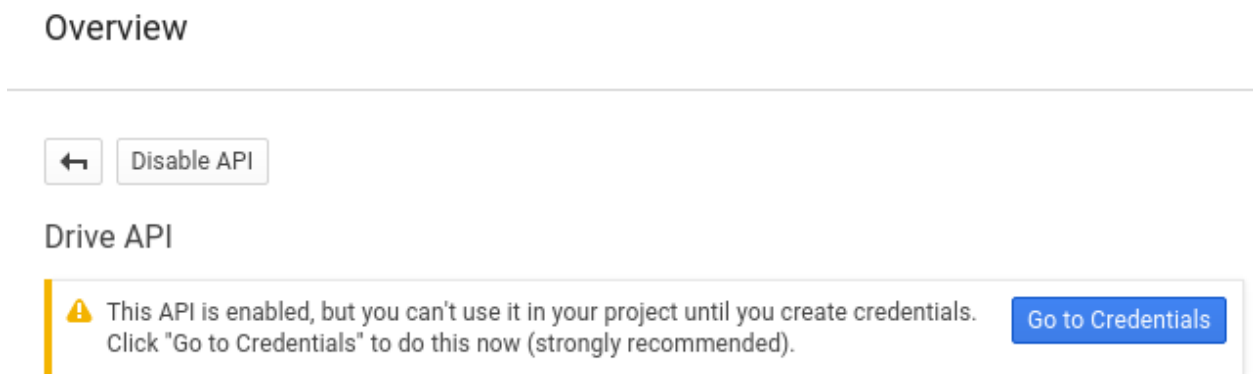 Overview
Disable API
Drive API
This API is enabled, but you can't use it in your project until you create credentials.
Click "Go to Credentials" to do this now (strongly recommended).
Go to Credentials